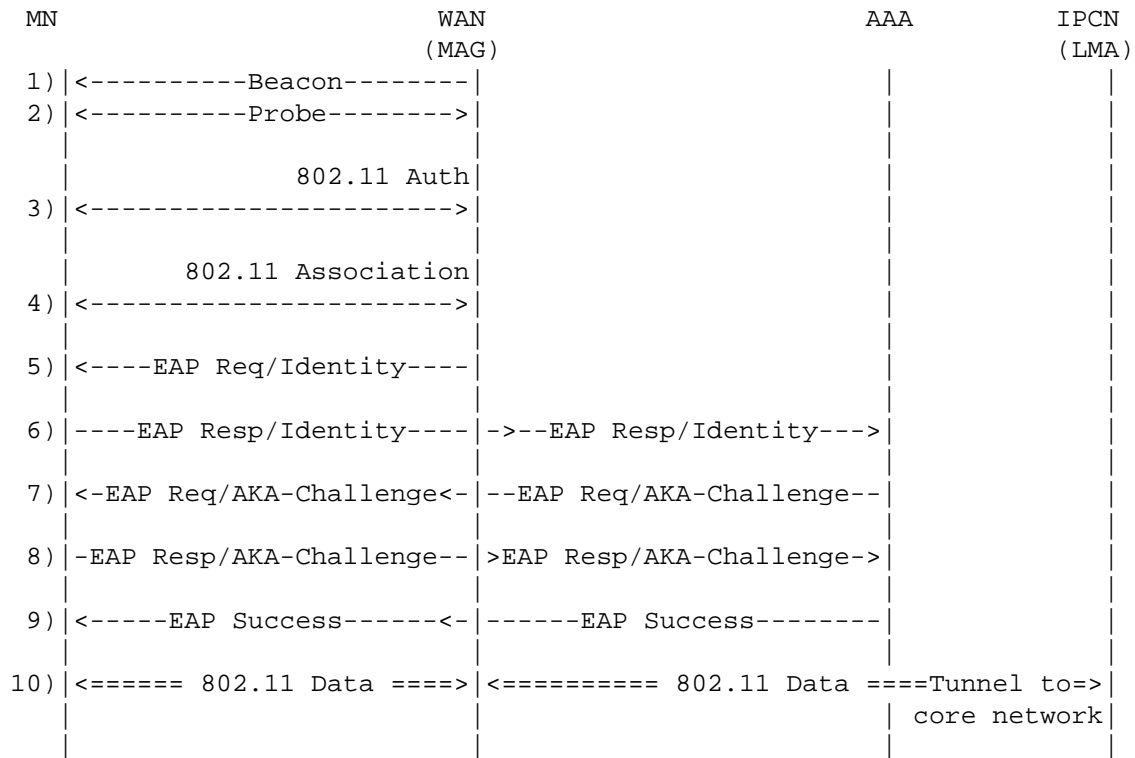 MN                         WAN                       AAA         IPCN
                          (MAG)                                  (LMA)
 1)|<----------Beacon--------|                         |             |
 2)|<----------Probe-------->|                         |             |
   |                         |                         |             |
   |              802.11 Auth|                         |             |
 3)|<----------------------->|                         |             |
   |                         |                         |             |
   |       802.11 Association|                         |             |
 4)|<----------------------->|                         |             |
   |                         |                         |             |
 5)|<----EAP Req/Identity----|                         |             |
   |                         |                         |             |
 6)|----EAP Resp/Identity----|->--EAP Resp/Identity--->|             |
   |                         |                         |             |
 7)|<-EAP Req/AKA-Challenge<-|--EAP Req/AKA-Challenge--|             |
   |                         |                         |             |
 8)|-EAP Resp/AKA-Challenge--|>EAP Resp/AKA-Challenge->|             |
   |                         |                         |             |
 9)|<-----EAP Success------<-|------EAP Success--------|             |
   |                         |                         |             |
10)|<====== 802.11 Data ====>|<========== 802.11 Data ====Tunnel to=>|
   |                         |                         | core network|
   |                         |                         |             |